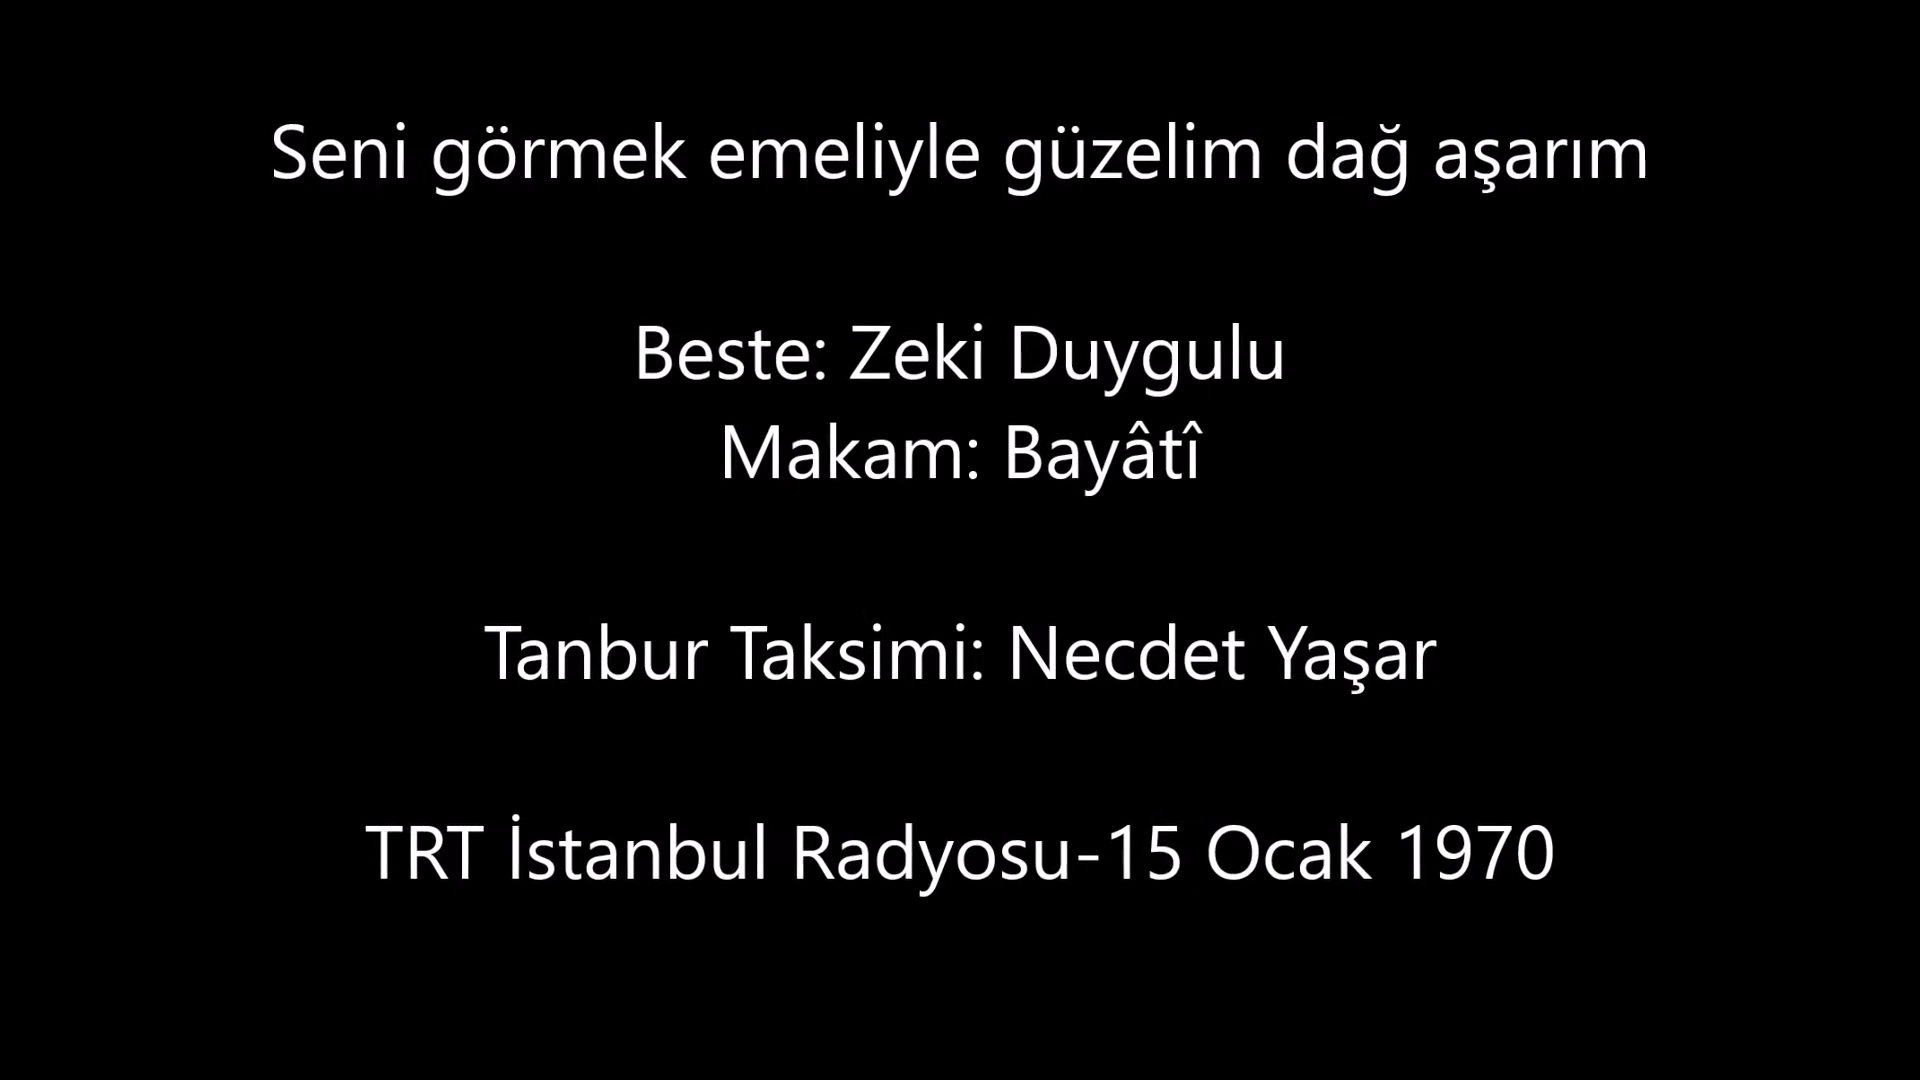 Seni görmek emeliyle güzelim dağ aşarım
Beste: Zeki Duygulu
Makam: Bayâtî
Tanbur Taksimi: Necdet Yaşar
TRT İstanbul Radyosu-15 Ocak 1970